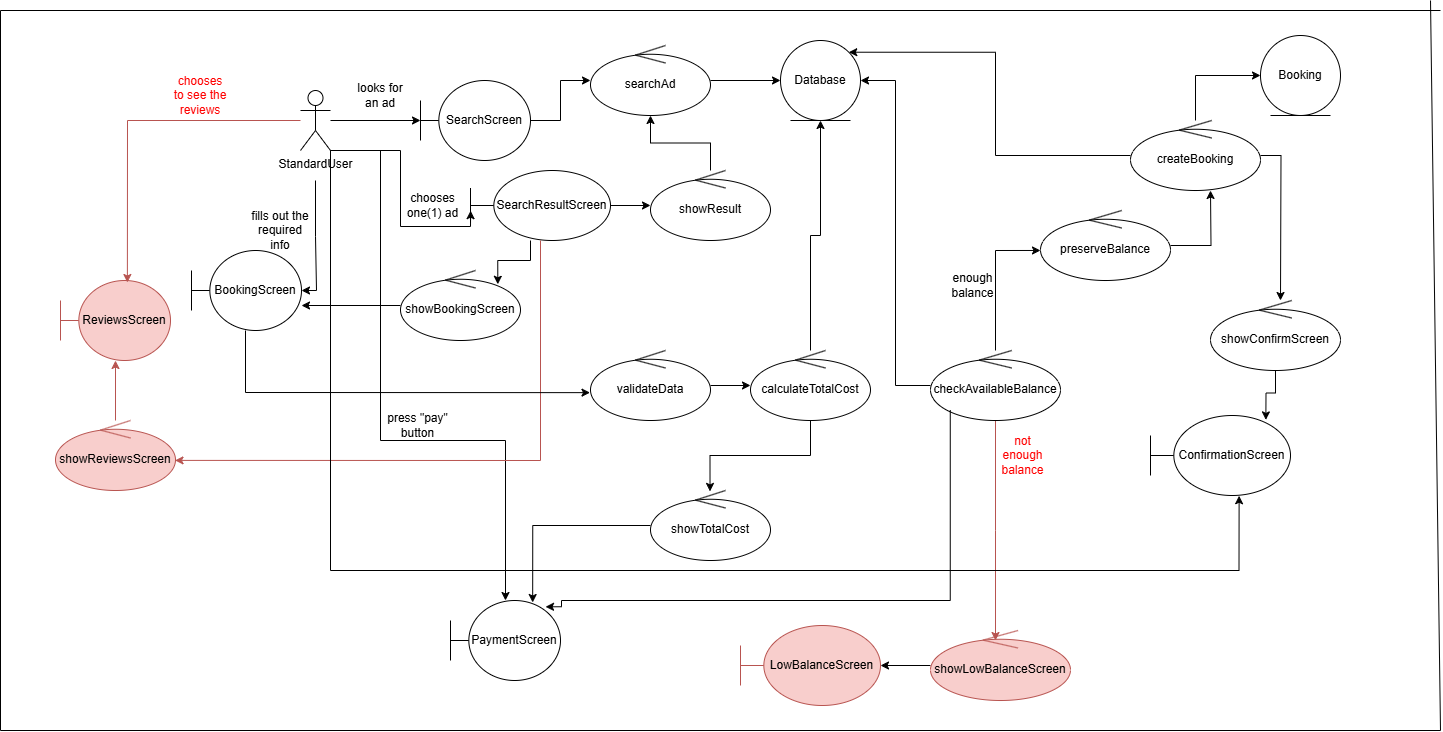 chooses
to see the
reviews
looks for
an ad
StandardUser
SearchScreen
searchAd
Database
Booking
createBooking
chooses
one(1) ad
SearchResultScreen
showResult
fills out the
required
info
BookingScreen
showBookingScreen
preserveBalance
enough
balance
ReviewsScreen
showConfirmScreen
validateData
calculateTotalCost
checkAvailableBalance
press "pay"
button
showReviewsScreen
not
enough
balance
ConfirmationScreen
showTotalCost
PaymentScreen
LowBalanceScreen
showLowBalanceScreen